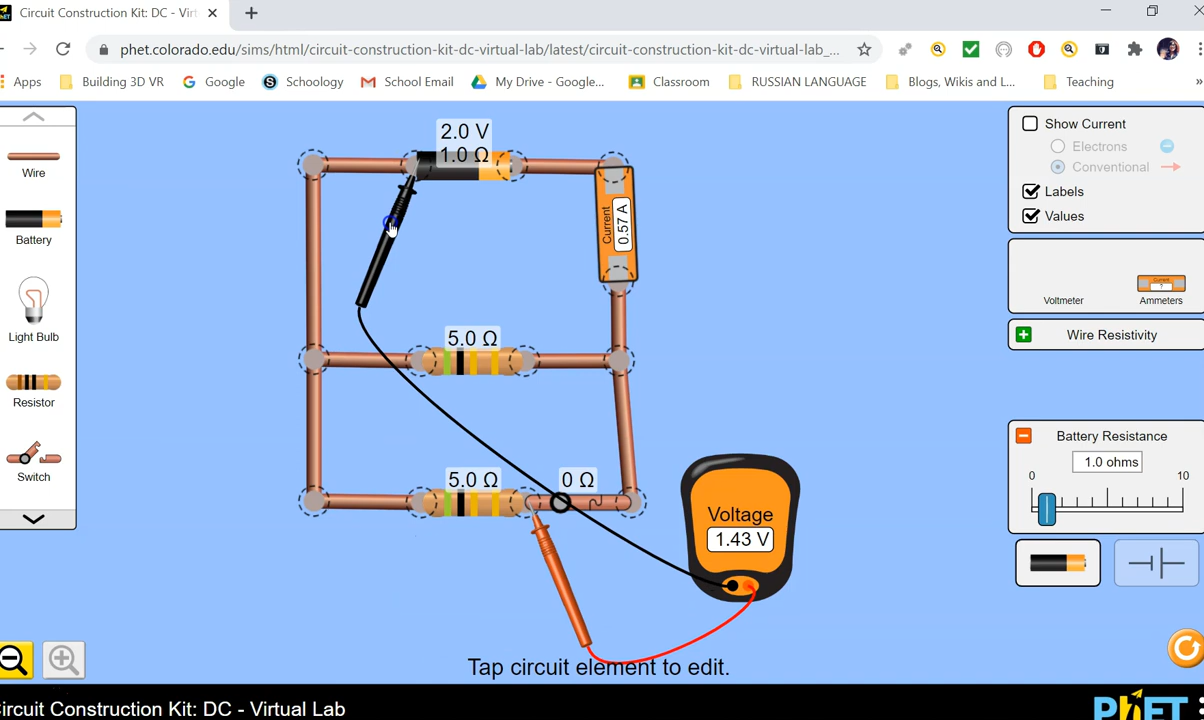 Circuit Construction Kit: DC - Virt
phet.colorado.edu/sims/html/circuit-construction-kit-dc-virtual-lab/latest/circuit-construction-kit-dc-virtual-lab_...
Apps Building 3D VR Google Schoology School Email My Drive - Google... Classroom RUSSIAN LANGUAGE Blogs, Wikis and L... Teaching »
Wire
Battery
Light Bulb
Resistor
Switch
2.0 V
1.0 Ω
Current
0.57 A
5.0 Ω
5.0 Ω
0 Ω
Voltage
1.43 V
Show Current
Electrons
Conventional
Labels
Values
Voltmeter
Current
?
Ammeters
Wire Resistivity
Battery Resistance
1.0 ohms
0
10
Tap circuit element to edit.
Circuit Construction Kit: DC - Virtual Lab
PhET